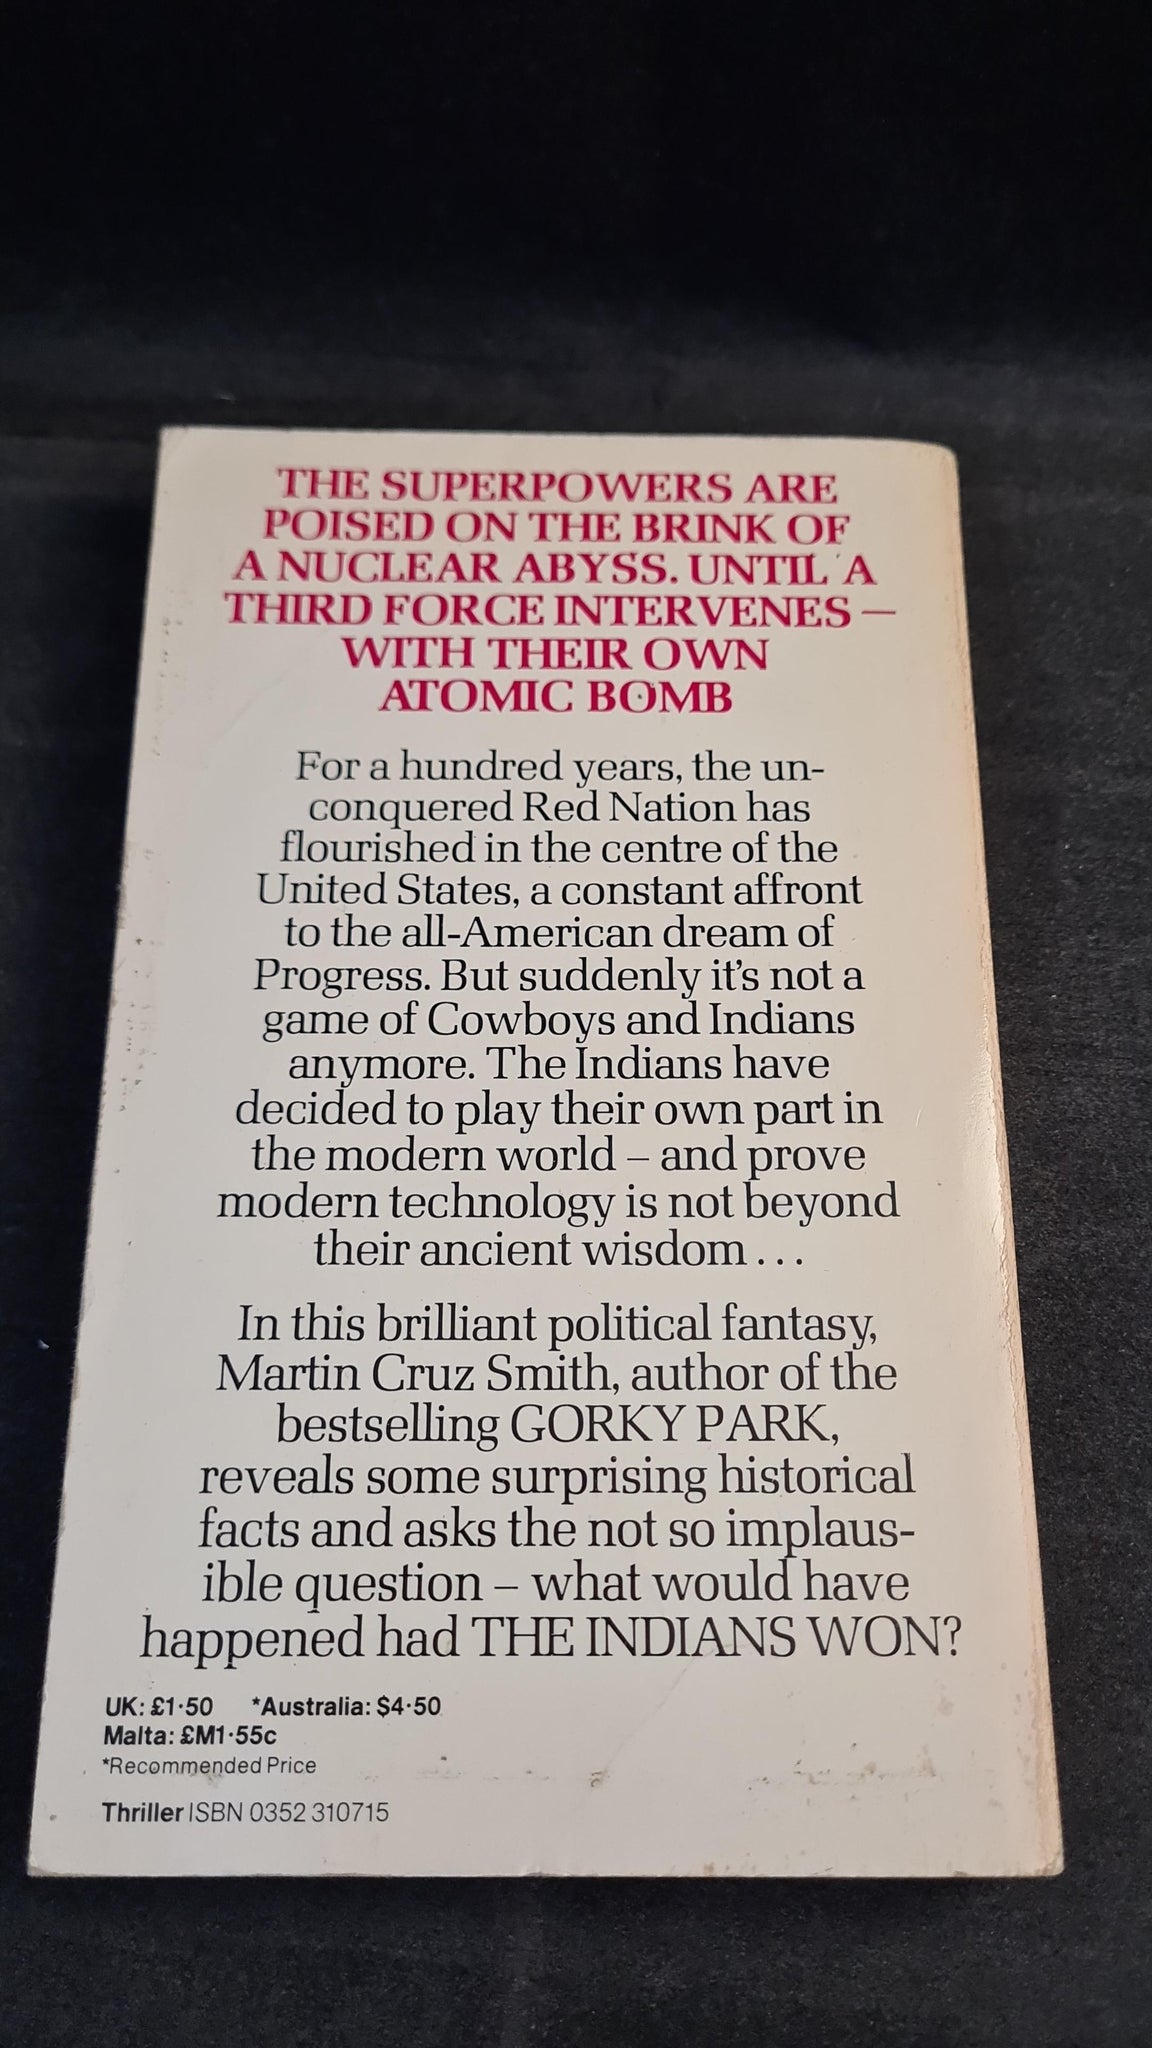 THE SUPERPOWERS ARE
POISED ON THE BRINK OF
A NUCLEAR ABYSS. UNTIL A
THIRD FORCE INTERVENES –
WITH THEIR OWN
ATOMIC BOMB
For a hundred years, the un-
conquered Red Nation has
flourished in the centre of the
United States, a constant affront
to the all-American dream of
Progress. But suddenly it's not a
game of Cowboys and Indians
anymore. The Indians have
decided to play their own part in
the modern world – and prove
modern technology is not beyond
their ancient wisdom...
In this brilliant political fantasy,
Martin Cruz Smith, author of the
bestselling GORKY PARK,
reveals some surprising historical
facts and asks the not so implaus-
ible question – what would have
happened had THE INDIANS WON?
UK: £1·50 *Australia: $4·50
Malta: £M1·55c
*Recommended Price
Thriller ISBN 0352 310715